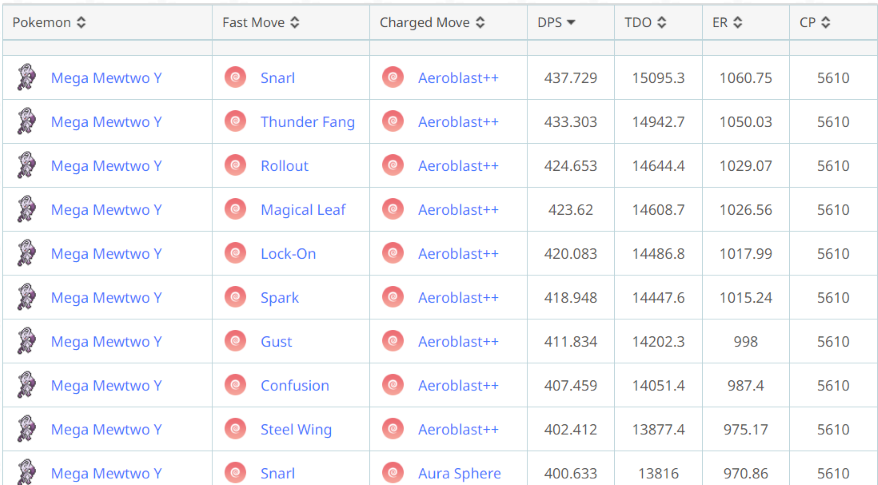 Pokemon Fast Move Charged Move DPS TDO ER CP
Mega Mewtwo Y Snarl Aeroblast++ 437.729 15095.3 1060.75 5610
Mega Mewtwo Y Thunder Fang Aeroblast++ 433.303 14942.7 1050.03 5610
Mega Mewtwo Y Rollout Aeroblast++ 424.653 14644.4 1029.07 5610
Mega Mewtwo Y Magical Leaf Aeroblast++ 423.62 14608.7 1026.56 5610
Mega Mewtwo Y Lock-On Aeroblast++ 420.083 14486.8 1017.99 5610
Mega Mewtwo Y Spark Aeroblast++ 418.948 14447.6 1015.24 5610
Mega Mewtwo Y Gust Aeroblast++ 411.834 14202.3 998 5610
Mega Mewtwo Y Confusion Aeroblast++ 407.459 14051.4 987.4 5610
Mega Mewtwo Y Steel Wing Aeroblast++ 402.412 13877.4 975.17 5610
Mega Mewtwo Y Snarl Aura Sphere 400.633 13816 970.86 5610